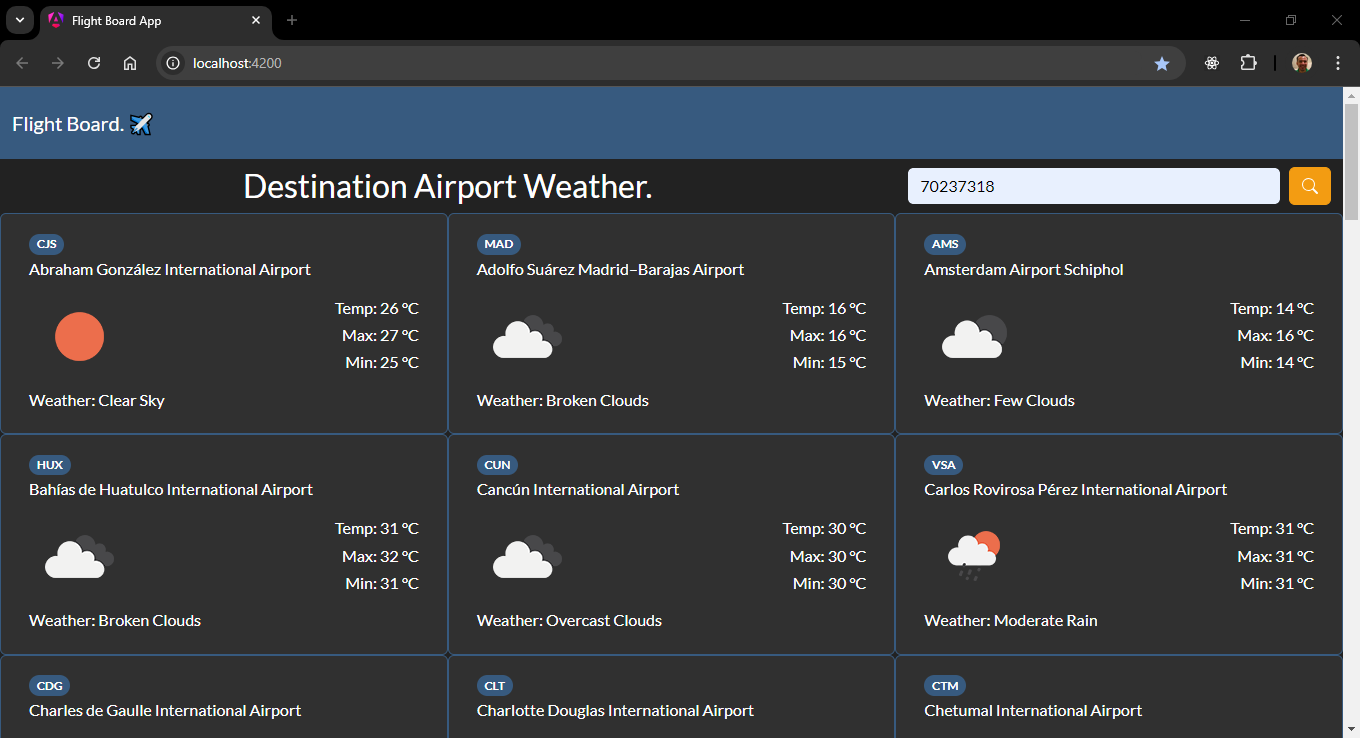 Flight Board App
localhost:4200
Flight Board.
Destination Airport Weather.
70237318
CJS
Abraham González International Airport
Temp: 26 °C
Max: 27 °C
Min: 25 °C
Weather: Clear Sky
MAD
Adolfo Suárez Madrid–Barajas Airport
Temp: 16 °C
Max: 16 °C
Min: 15 °C
Weather: Broken Clouds
AMS
Amsterdam Airport Schiphol
Temp: 14 °C
Max: 16 °C
Min: 14 °C
Weather: Few Clouds
HUX
Bahías de Huatulco International Airport
Temp: 31 °C
Max: 32 °C
Min: 31 °C
Weather: Broken Clouds
CUN
Cancún International Airport
Temp: 30 °C
Max: 30 °C
Min: 30 °C
Weather: Overcast Clouds
VSA
Carlos Rovirosa Pérez International Airport
Temp: 31 °C
Max: 31 °C
Min: 31 °C
Weather: Moderate Rain
CDG
Charles de Gaulle International Airport
CLT
Charlotte Douglas International Airport
CTM
Chetumal International Airport